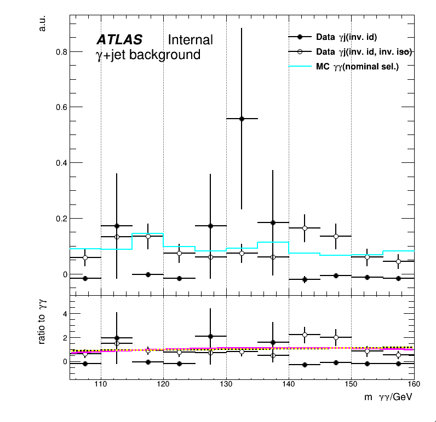 a.u.
ATLAS Internal
γ+jet background
Data γj(inv. id)
Data γj(inv. id, inv. iso)
MC γγ(nominal sel.)
0.8
0.6
0.4
0.2
0
ratio to γγ
4
2
0
110 120 130 140 150 160
m γγ/GeV